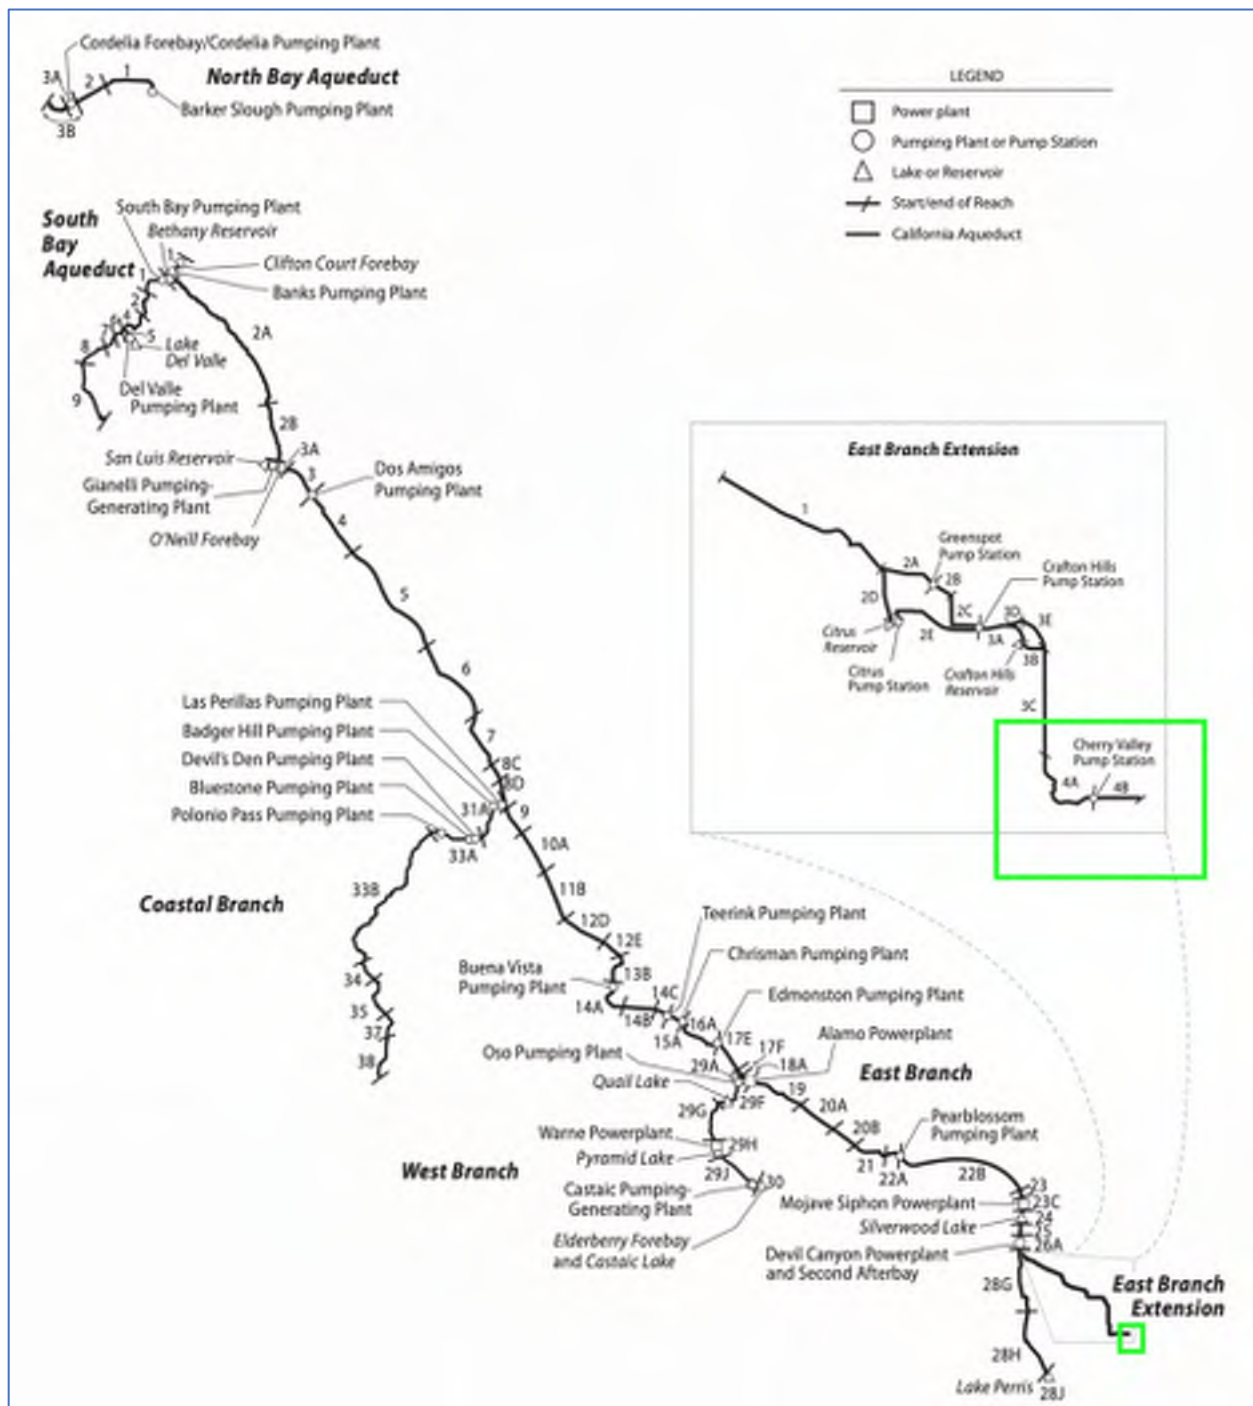 Cordelia Forebay/Cordelia Pumping Plant
3A
2
1
North Bay Aqueduct
Barker Slough Pumping Plant
3B
LEGEND
Power plant
Pumping Plant or Pump Station
Lake or Reservoir
Start/end of Reach
California Aqueduct
South Bay Pumping Plant
South
Bay
Aqueduct
Bethany Reservoir
1
Clifton Court Forebay
1
Banks Pumping Plant
2
2A
4
7
5
8
Lake
Del Valle
9
Del Valle
Pumping Plant
2B
San Luis Reservoir
3A
3
Dos Amigos
Pumping Plant
Gianelli Pumping-
Generating Plant
O'Neill Forebay
4
5
6
East Branch Extension
1
Greenspot
Pump Station
2A
2B
Crafton Hills
Pump Station
2D
2C
3D
3E
2E
3A
Citrus
Reservoir
3B
Citrus
Pump Station
Crafton Hills
Reservoir
3C
Cherry Valley
Pump Station
4A
4B
Las Perillas Pumping Plant
Badger Hill Pumping Plant
7
Devil's Den Pumping Plant
8C
8D
Bluestone Pumping Plant
31A
9
Polonio Pass Pumping Plant
33A
10A
Coastal Branch
33B
11B
12D
12E
34
35
37
38
Teerink Pumping Plant
Chrisman Pumping Plant
Buena Vista
Pumping Plant
13B
14A
14B
14C
Edmonston Pumping Plant
15A
16A
17E
Alamo Powerplant
Oso Pumping Plant
17F
29A
18A
Quail Lake
East Branch
29F
19
29G
20A
20B
Pearblossom
Pumping Plant
Warne Powerplant
29H
Pyramid Lake
21
22A
22B
West Branch
29J
30
Castaic Pumping-
Generating Plant
23
Mojave Siphon Powerplant
23C
Silverwood Lake
24
25
Elderberry Forebay
and Castaic Lake
26A
Devil Canyon Powerplant
and Second Afterbay
28G
East Branch
Extension
28H
Lake Perris
28J